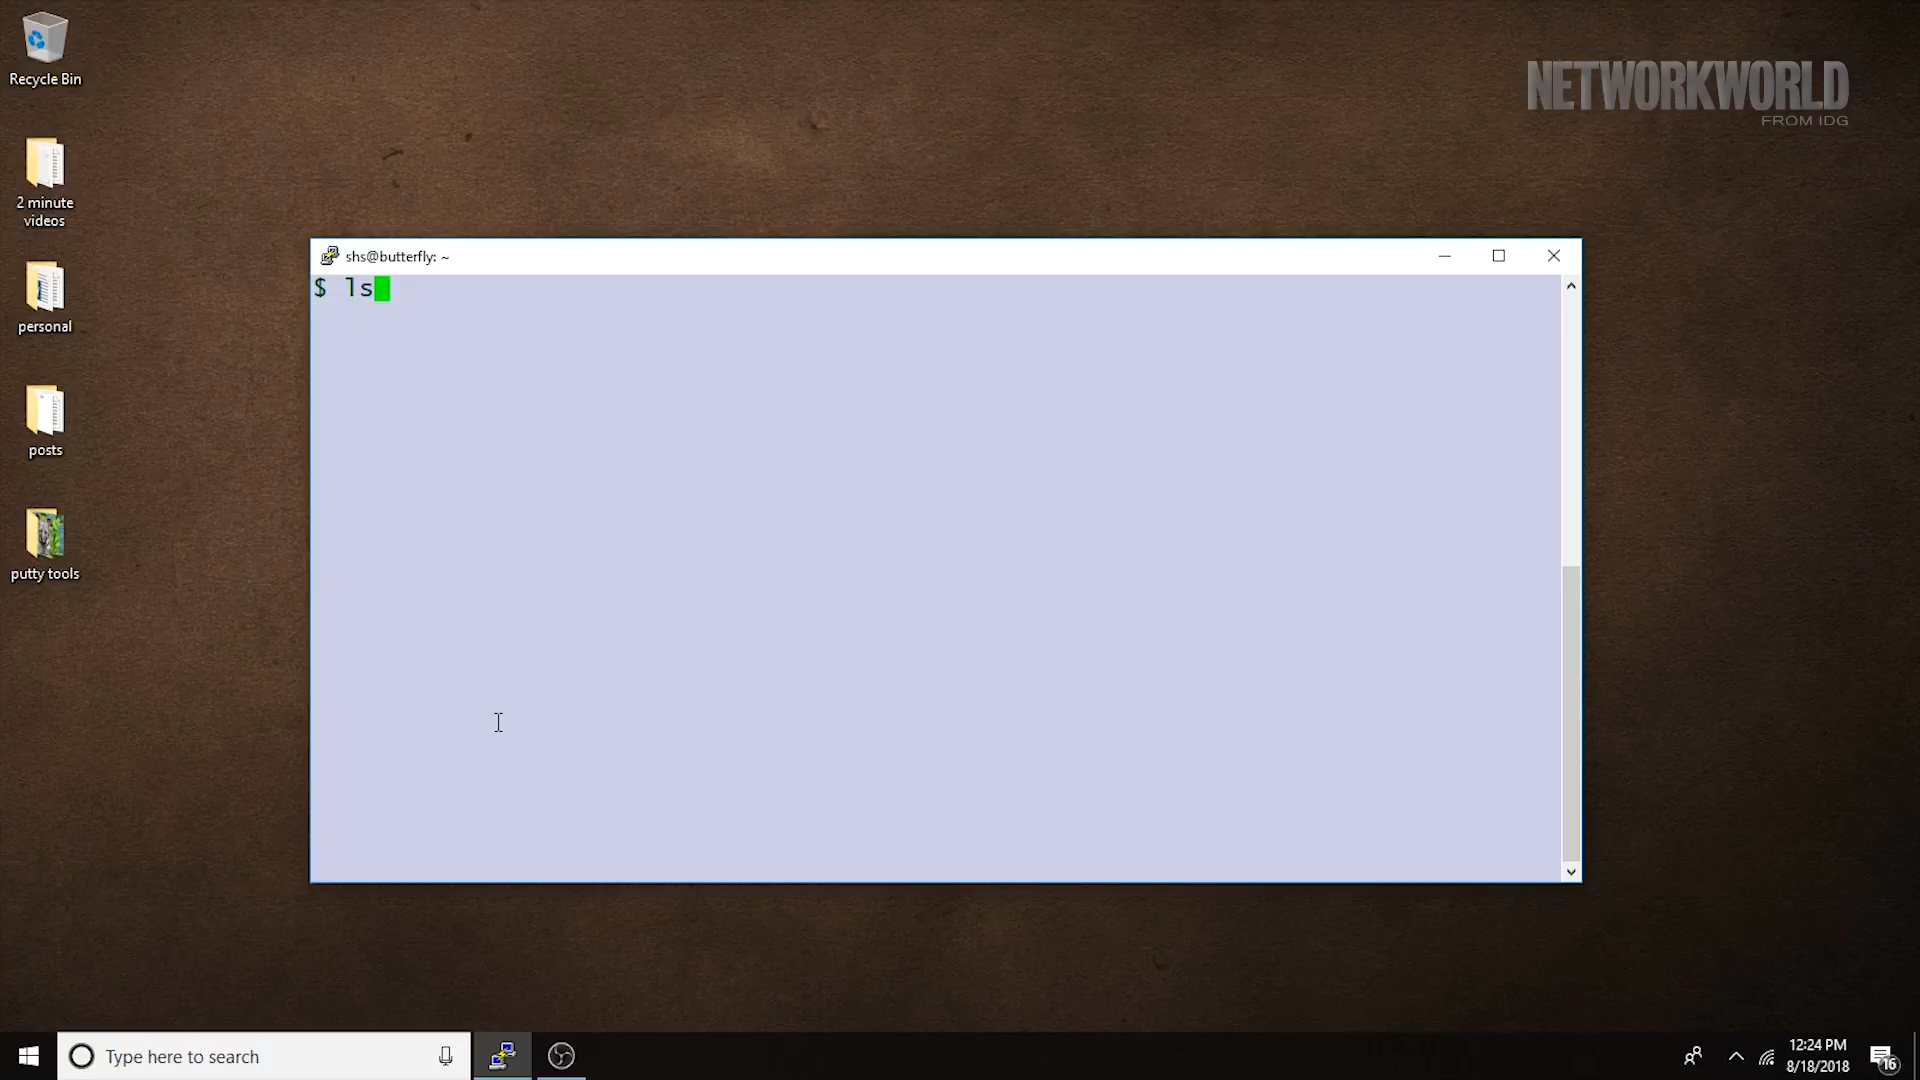 Recycle Bin
2 minute
videos
personal
posts
putty tools
NETWORKWORLD
FROM IDG
shs@butterfly: ~
$ ls
Type here to search
12:24 PM
8/18/2018
16